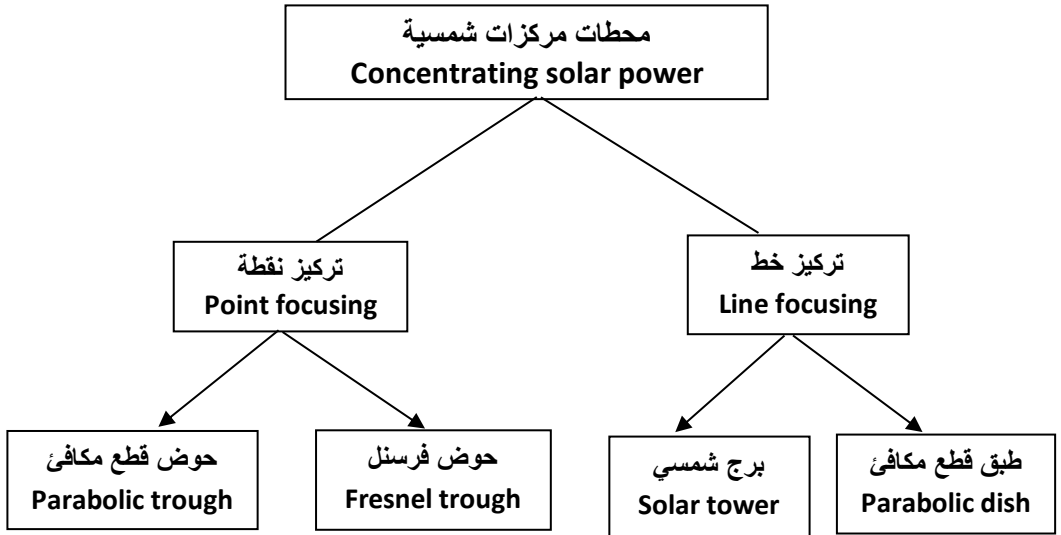 محطات مركزات شمسية
Concentrating solar power
تركيز نقطة
Point focusing
تركيز خط
Line focusing
حوض قطع مكافئ
Parabolic trough
حوض فرسنل
Fresnel trough
برج شمسي
Solar tower
طبق قطع مكافئ
Parabolic dish